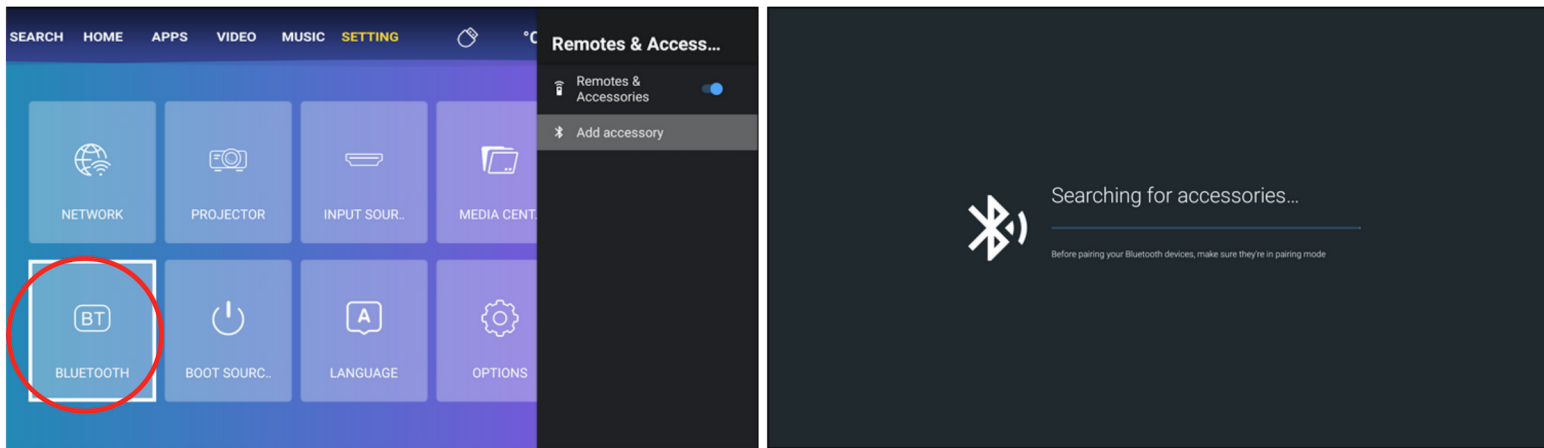 SEARCH HOME APPS VIDEO MUSIC SETTING °C
Remotes & Access...
Remotes &
Accessories
Add accessory
NETWORK PROJECTOR INPUT SOUR.. MEDIA CENT.
BT A
BLUETOOTH BOOT SOURC.. LANGUAGE OPTIONS
Searching for accessories...
Before pairing your Bluetooth devices, make sure they're in pairing mode